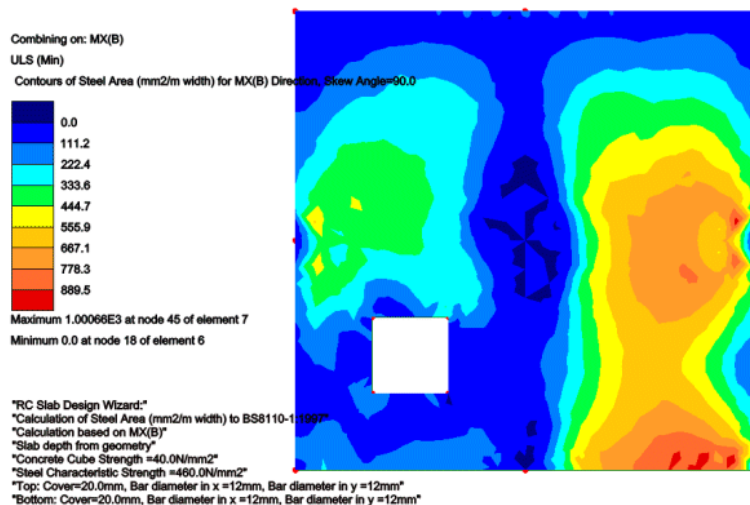 Combining on: MX(B)
ULS (Min)
Contours of Steel Area (mm2/m width) for MX(B) Direction, Skew Angle=90.0
0.0
111.2
222.4
333.6
444.7
555.9
667.1
778.3
889.5
Maximum 1.00066E3 at node 45 of element 7
Minimum 0.0 at node 18 of element 6
"RC Slab Design Wizard:"
"Calculation of Steel Area (mm2/m width) to BS8110-1:1997"
"Calculation based on MX(B)"
"Slab depth from geometry"
"Concrete Cube Strength =40.0N/mm2"
"Steel Characteristic Strength =460.0N/mm2"
"Top: Cover=20.0mm, Bar diameter in x =12mm, Bar diameter in y =12mm"
"Bottom: Cover=20.0mm, Bar diameter in x =12mm, Bar diameter in y =12mm"